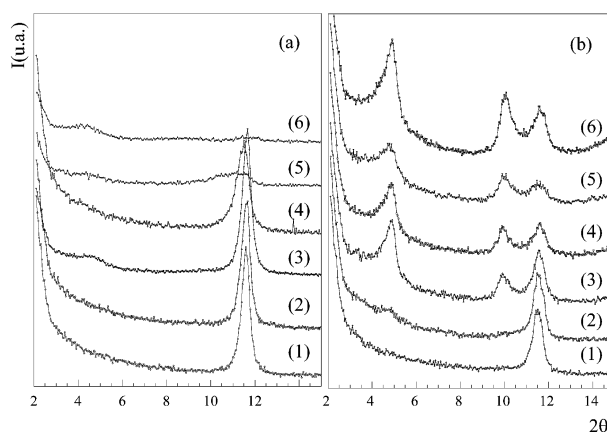 I(u.a.)
(a)
(b)
(6)
(5)
(4)
(3)
(2)
(1)
(6)
(5)
(4)
(3)
(2)
(1)
2 4 6 8 10 12
2 4 6 8 10 12 14
2θ